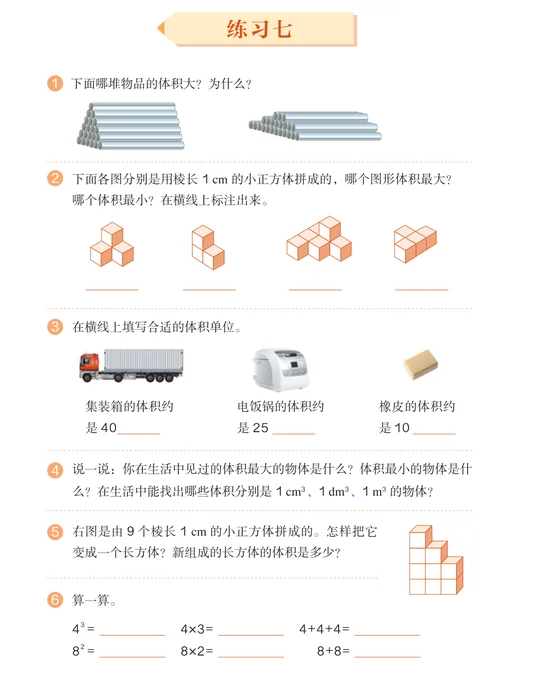 练习七
1 下面哪堆物品的体积大？为什么？
2 下面各图分别是用棱长 1 cm 的小正方体拼成的，哪个图形体积最大？
哪个体积最小？在横线上标注出来。
3 在横线上填写合适的体积单位。
集装箱的体积约 电饭锅的体积约 橡皮的体积约
是 40______ 是 25 ______ 是 10 ______
4 说一说：你在生活中见过的体积最大的物体是什么？体积最小的物体是什
么？在生活中能找出哪些体积分别是 1 cm³、1 dm³、1 m³ 的物体？
5 右图是由 9 个棱长 1 cm 的小正方体拼成的。怎样把它
变成一个长方体？新组成的长方体的体积是多少？
6 算一算。
4³= ______ 4×3= ______ 4+4+4= ______
8²= ______ 8×2= ______ 8+8= ______